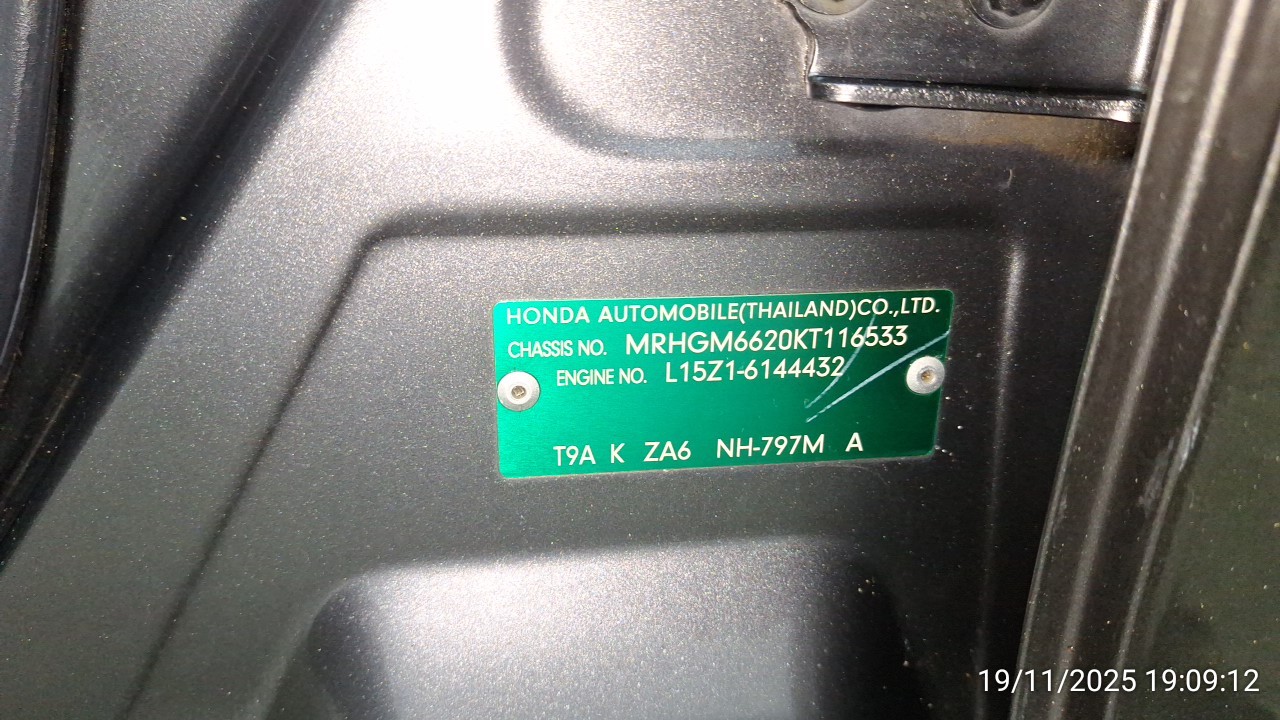 HONDA AUTOMOBILE(THAILAND)CO.,LTD.
CHASSIS NO. MRHGM6620KT116533
ENGINE NO. L15Z1-6144432
T9A K ZA6 NH-797M A
19/11/2025 19:09:12